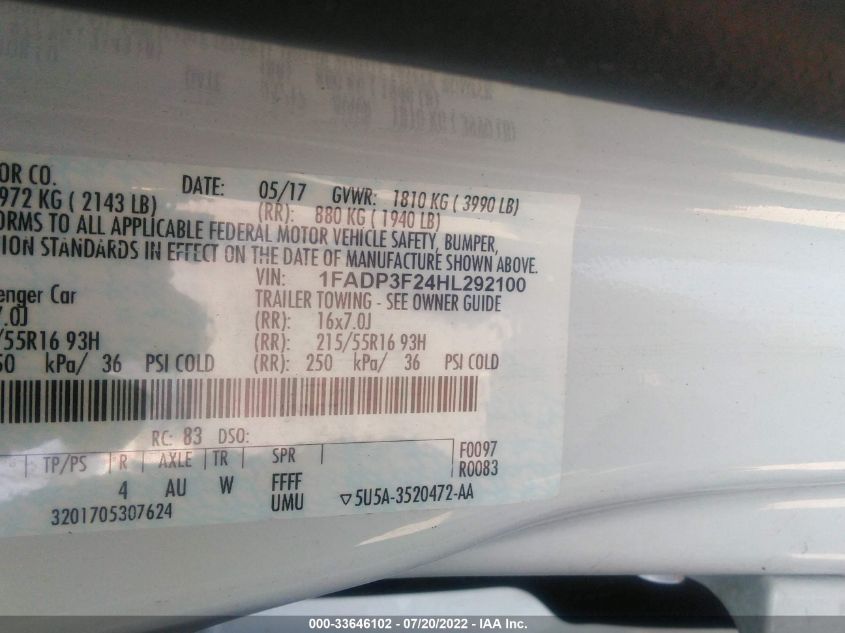 OR CO. DATE: 05/17 GVWR: 1810 KG ( 3990 LB)
972 KG ( 2143 LB) (RR): 880 KG ( 1940 LB)
ORMS TO ALL APPLICABLE FEDERAL MOTOR VEHICLE SAFETY, BUMPER,
ION STANDARDS IN EFFECT ON THE DATE OF MANUFACTURE SHOWN ABOVE.
VIN: 1FADP3F24HL292100
enger Car TRAILER TOWING - SEE OWNER GUIDE
7.0J (RR): 16x7.0J
/55R16 93H (RR): 215/55R16 93H
50 kPa/ 36 PSI COLD (RR): 250 kPa/ 36 PSI COLD
RC: 83 DSO:
TP/PS R AXLE TR SPR F0097
R0083
4 AU W FFFF
UMU ▽5U5A-3520472-AA
3201705307624
000-33646102 - 07/20/2022 - IAA Inc.